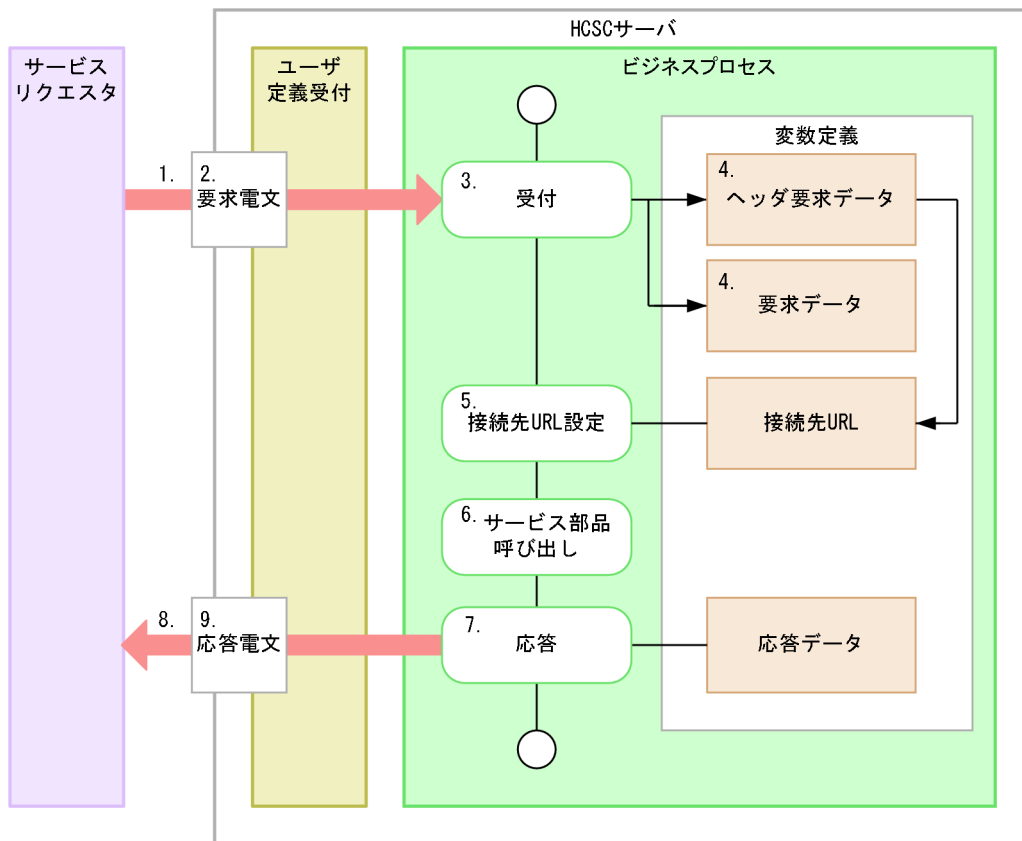 HCSCサーバ
サービス
リクエスタ
ユーザ
定義受付
ビジネスプロセス
変数定義
1.
2.
要求電文
3.
受付
4.
ヘッダ要求データ
4.
要求データ
5.
接続先URL設定
接続先URL
6.
サービス部品
呼び出し
8.
9.
応答電文
7.
応答
応答データ